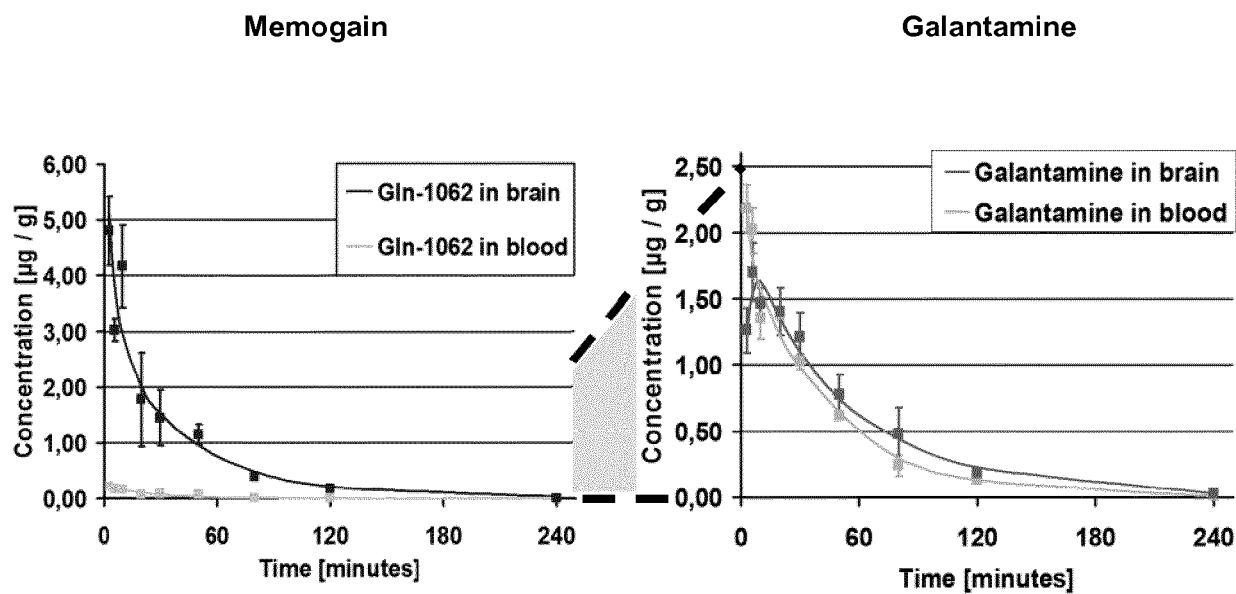 Memogain
Galantamine
6,00
5,00
4,00
3,00
2,00
1,00
0,00
Concentration [µg / g]
Gln-1062 in brain
Gln-1062 in blood
0
60
120
180
240
Time [minutes]
2,50
2,00
1,50
1,00
0,50
0,00
Concentration [µg / g]
Galantamine in brain
Galantamine in blood
0
60
120
180
240
Time [minutes]